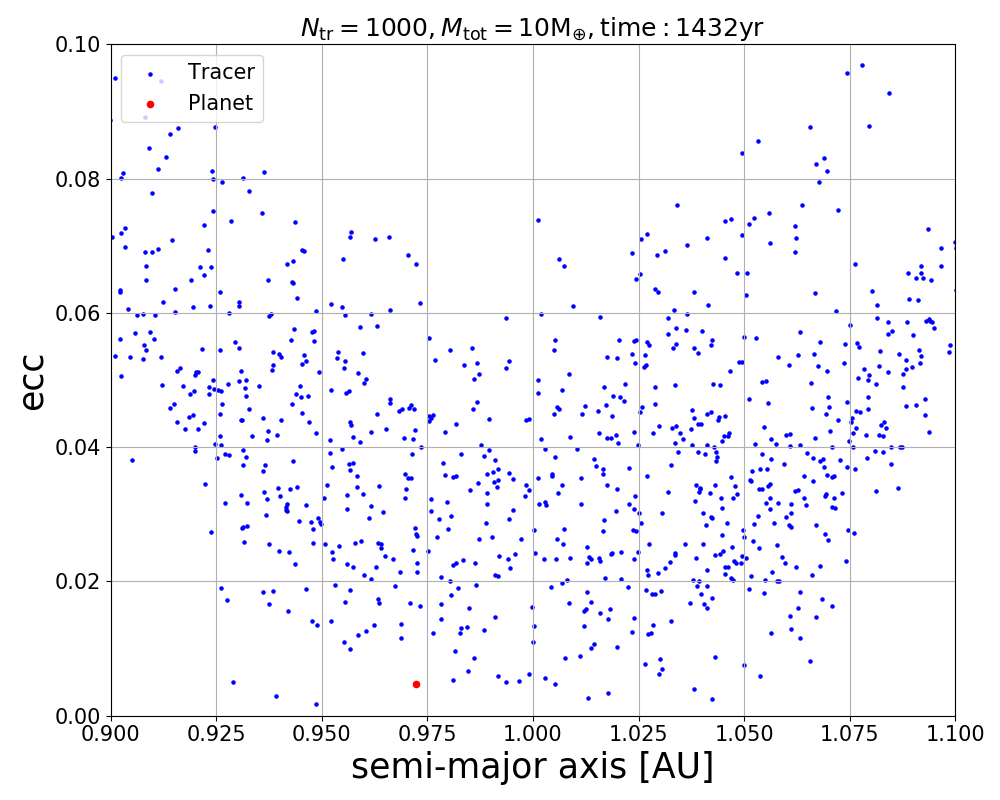 N_tr = 1000, M_tot = 10M_⊕, time : 1432yr
Tracer
Planet
ecc
0.10
0.08
0.06
0.04
0.02
0.00
0.900 0.925 0.950 0.975 1.000 1.025 1.050 1.075 1.100
semi-major axis [AU]